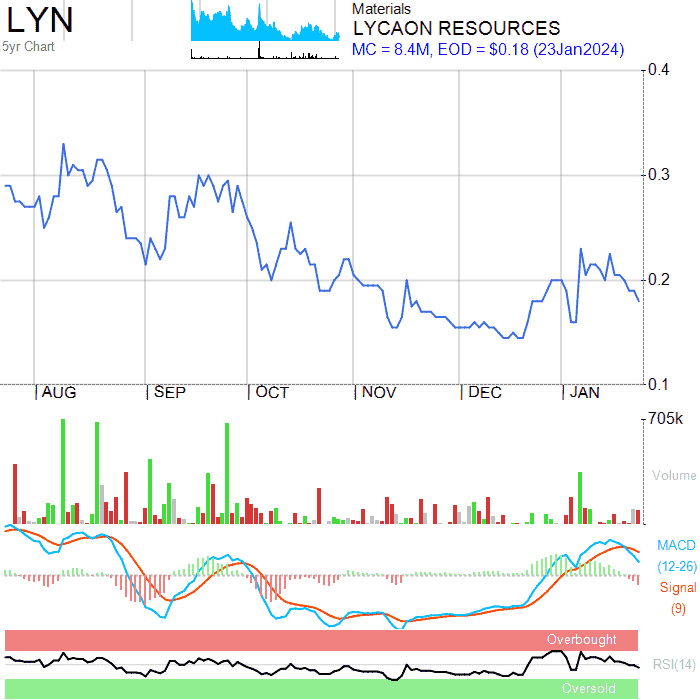 LYN
5yr Chart
Materials
LYCAON RESOURCES
MC = 8.4M, EOD = $0.18 (23Jan2024)
0.4
0.3
0.2
0.1
AUG SEP OCT NOV DEC JAN
705k
Volume
MACD
(12-26)
Signal
(9)
Overbought
RSI(14)
Oversold